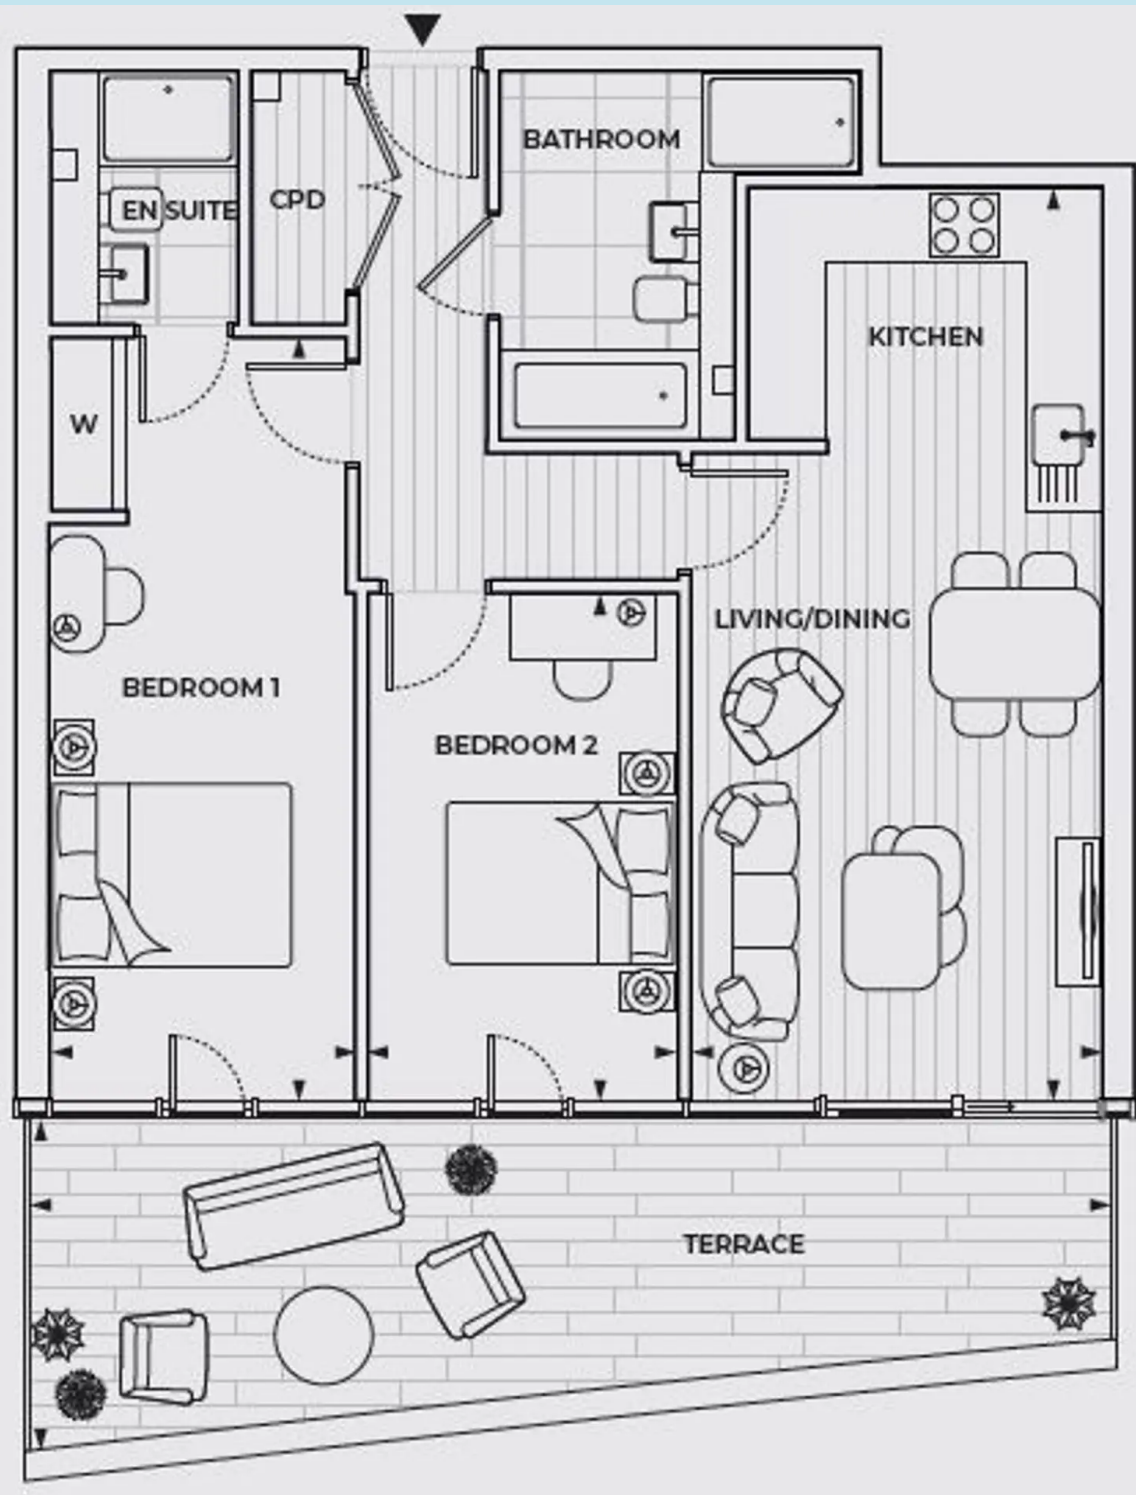 BATHROOM
EN SUITE
CPD
KITCHEN
W
LIVING/DINING
BEDROOM 1
BEDROOM 2
TERRACE